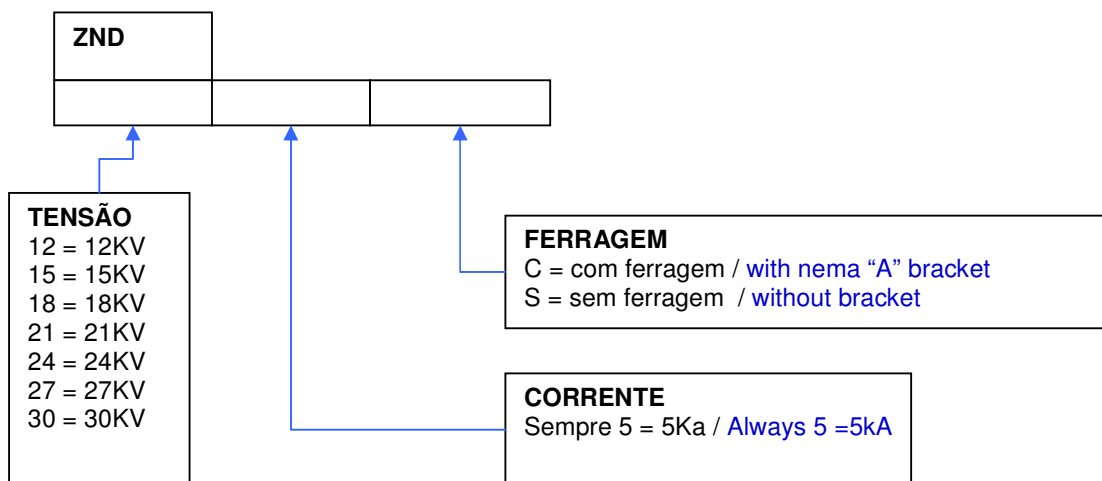 ZND
TENSÃO
12 = 12KV
15 = 15KV
18 = 18KV
21 = 21KV
24 = 24KV
27 = 27KV
30 = 30KV
FERRAGEM
C = com ferragem / with nema “A” bracket
S = sem ferragem / without bracket
CORRENTE
Sempre 5 = 5Ka / Always 5 =5kA